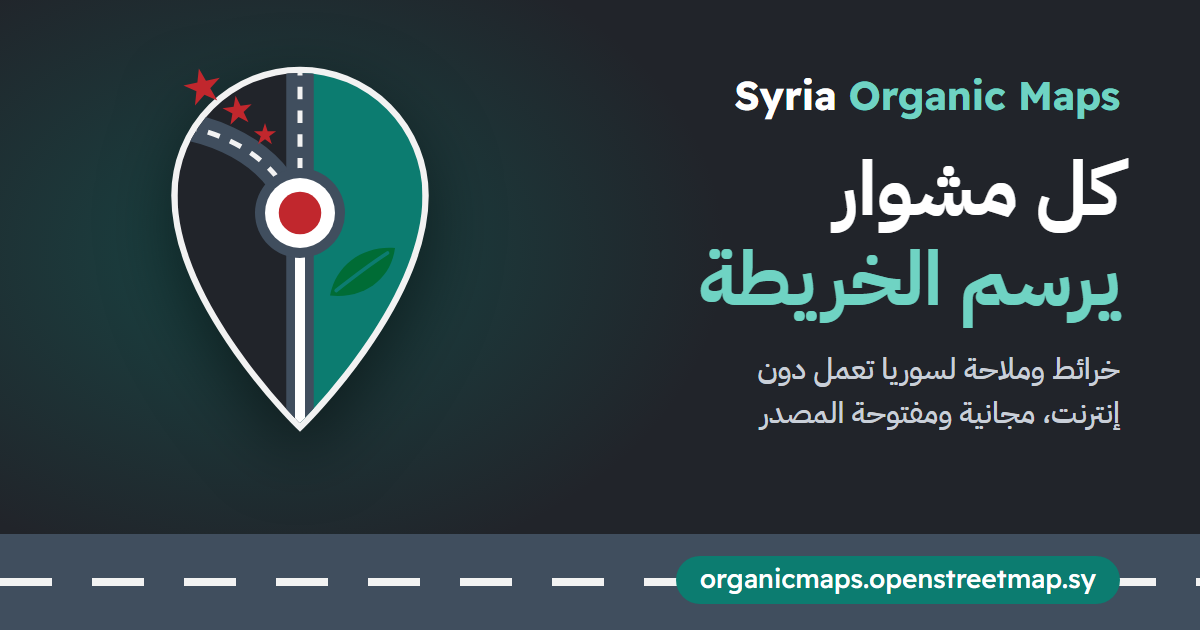 Syria Organic Maps
كل مشوار
يرسم الخريطة
خرائط وملاحة لسوريا تعمل دون
إنترنت، مجانية ومفتوحة المصدر
organicmaps.openstreetmap.sy